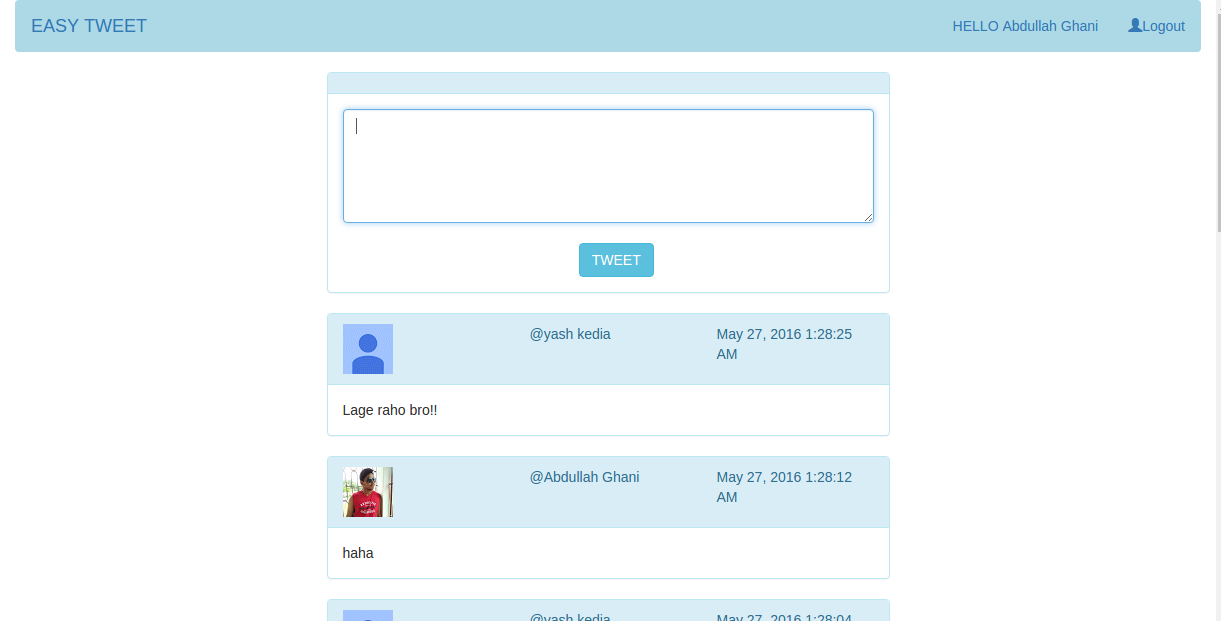 EASY TWEET
HELLO Abdullah Ghani
Logout
TWEET
@yash kedia
May 27, 2016 1:28:25
AM
Lage raho bro!!
@Abdullah Ghani
May 27, 2016 1:28:12
AM
haha
@yash kedia
May 27, 2016 1:28:04